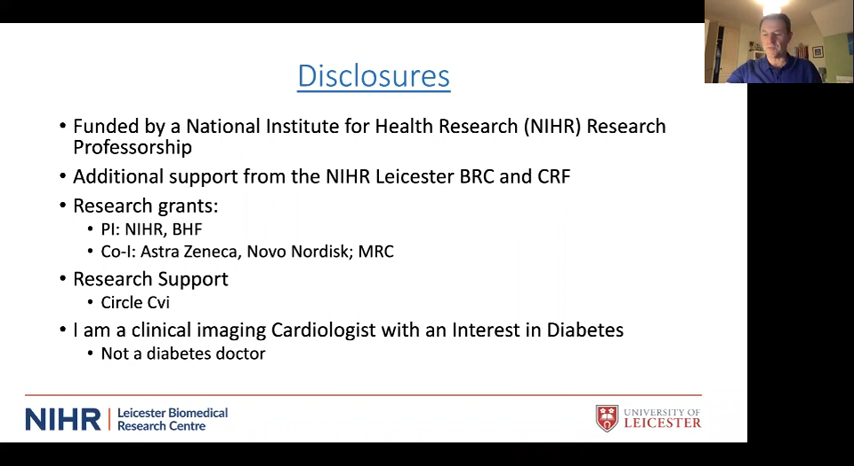 Disclosures
• Funded by a National Institute for Health Research (NIHR) Research
Professorship
• Additional support from the NIHR Leicester BRC and CRF
• Research grants:
• PI: NIHR, BHF
• Co-I: Astra Zeneca, Novo Nordisk; MRC
• Research Support
• Circle Cvi
• I am a clinical imaging Cardiologist with an Interest in Diabetes
• Not a diabetes doctor
NIHR | Leicester Biomedical
Research Centre
UNIVERSITY OF
LEICESTER